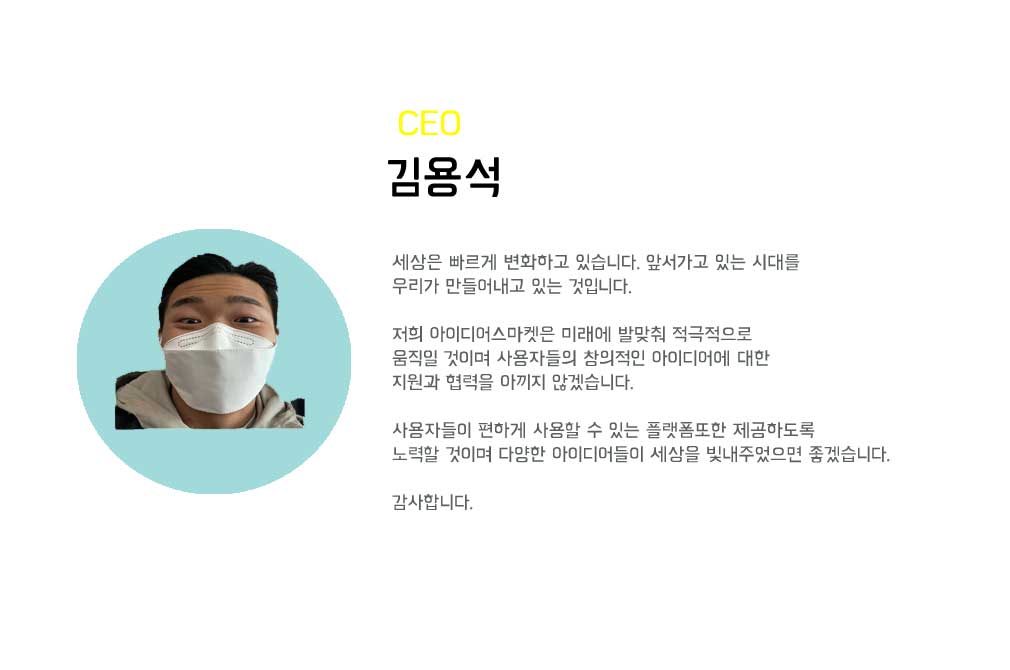 CEO
김용석
세상은 빠르게 변화하고 있습니다. 앞서가고 있는 시대를
우리가 만들어내고 있는 것입니다.
저희 아이디어스마켓은 미래에 발맞춰 적극적으로
움직일 것이며 사용자들의 창의적인 아이디어에 대한
지원과 협력을 아끼지 않겠습니다.
사용자들이 편하게 사용할 수 있는 플랫폼또한 제곰하도록
노력할 것이며 다양한 아이디어들이 세상을 빛내주었으면 좋겠습니다.
감사합니다.